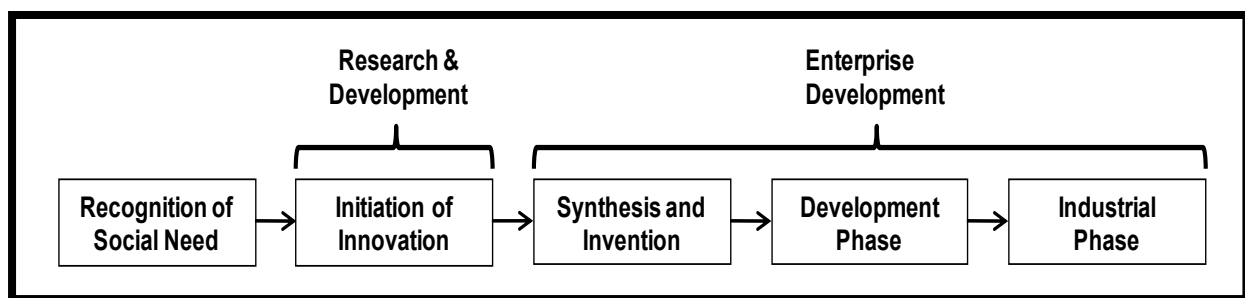 Research &
Development
Enterprise
Development
Recognition of
Social Need
Initiation of
Innovation
Synthesis and
Invention
Development
Phase
Industrial
Phase